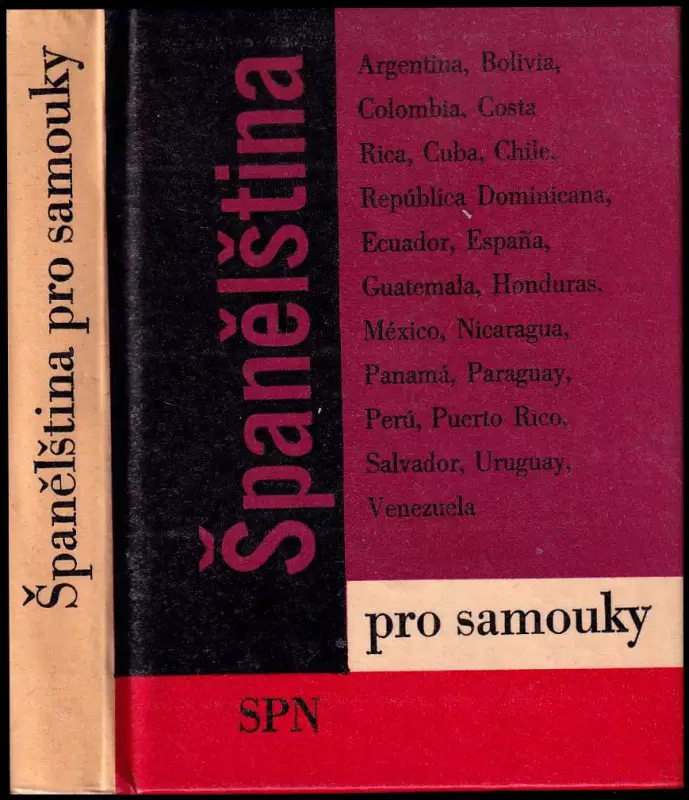 Španělština pro samouky
Španělština
Argentina, Bolivia,
Colombia, Costa
Rica, Cuba, Chile,
República Dominicana,
Ecuador, España,
Guatemala, Honduras,
México, Nicaragua,
Panamá, Paraguay,
Perú, Puerto Rico,
Salvador, Uruguay,
Venezuela
pro samouky
SPN